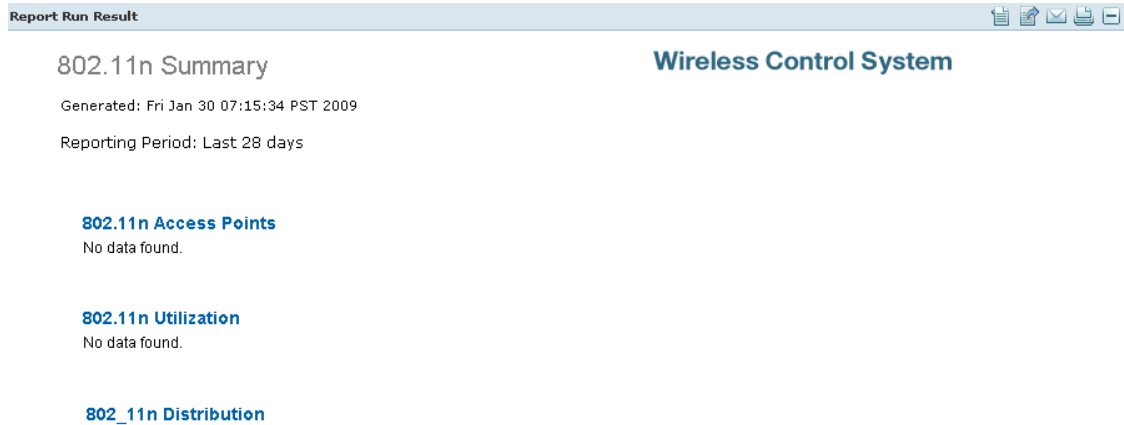 Report Run Result
802.11n Summary
Wireless Control System
Generated: Fri Jan 30 07:15:34 PST 2009
Reporting Period: Last 28 days
802.11n Access Points
No data found.
802.11n Utilization
No data found.
802_11n Distribution